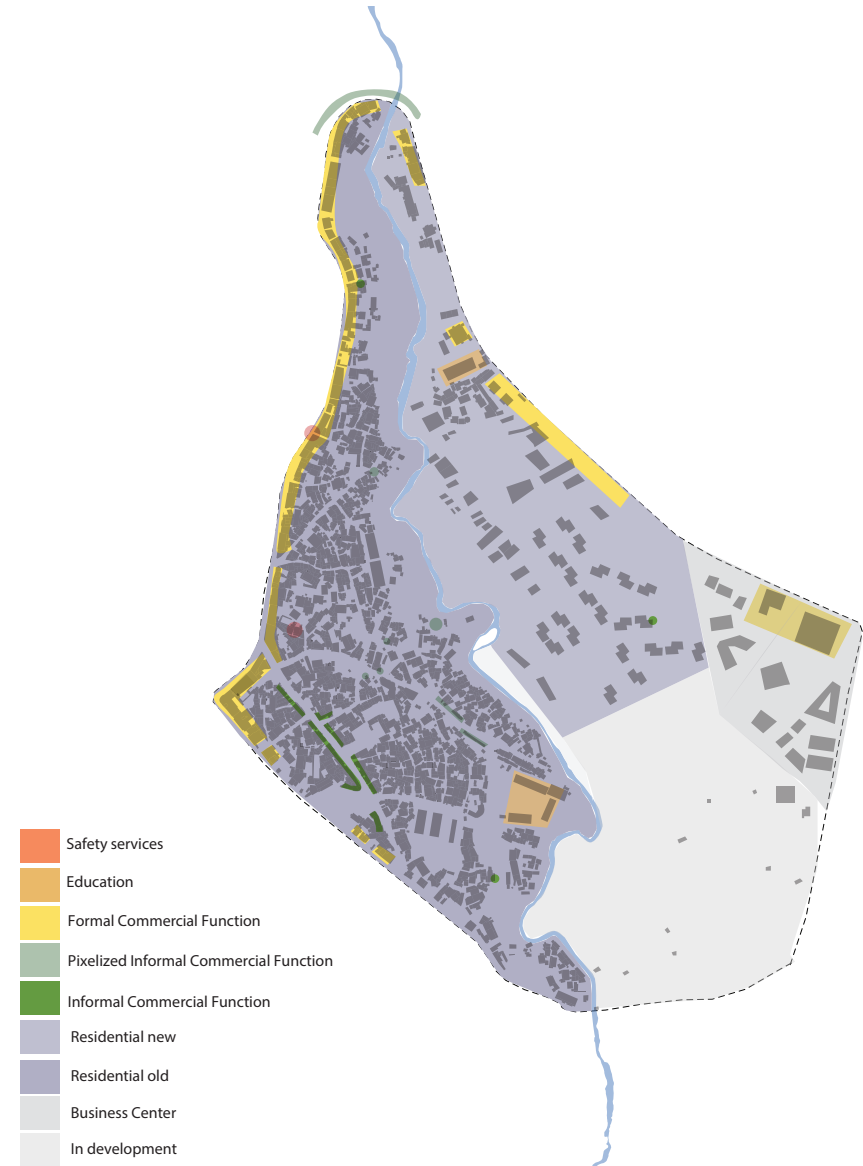 Safety services
Education
Formal Commercial Function
Pixelized Informal Commercial Function
Informal Commercial Function
Residential new
Residential old
Business Center
In development